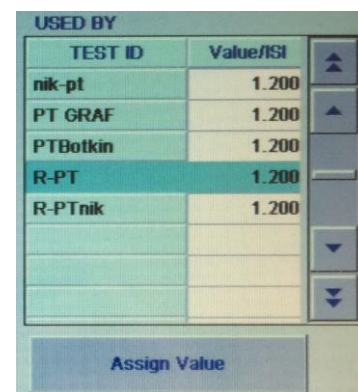 USED BY
TEST ID Value/ISI
nik-pt 1.200
PT GRAF 1.200
PTBotkin 1.200
R-PT 1.200
R-PTnik 1.200
Assign Value